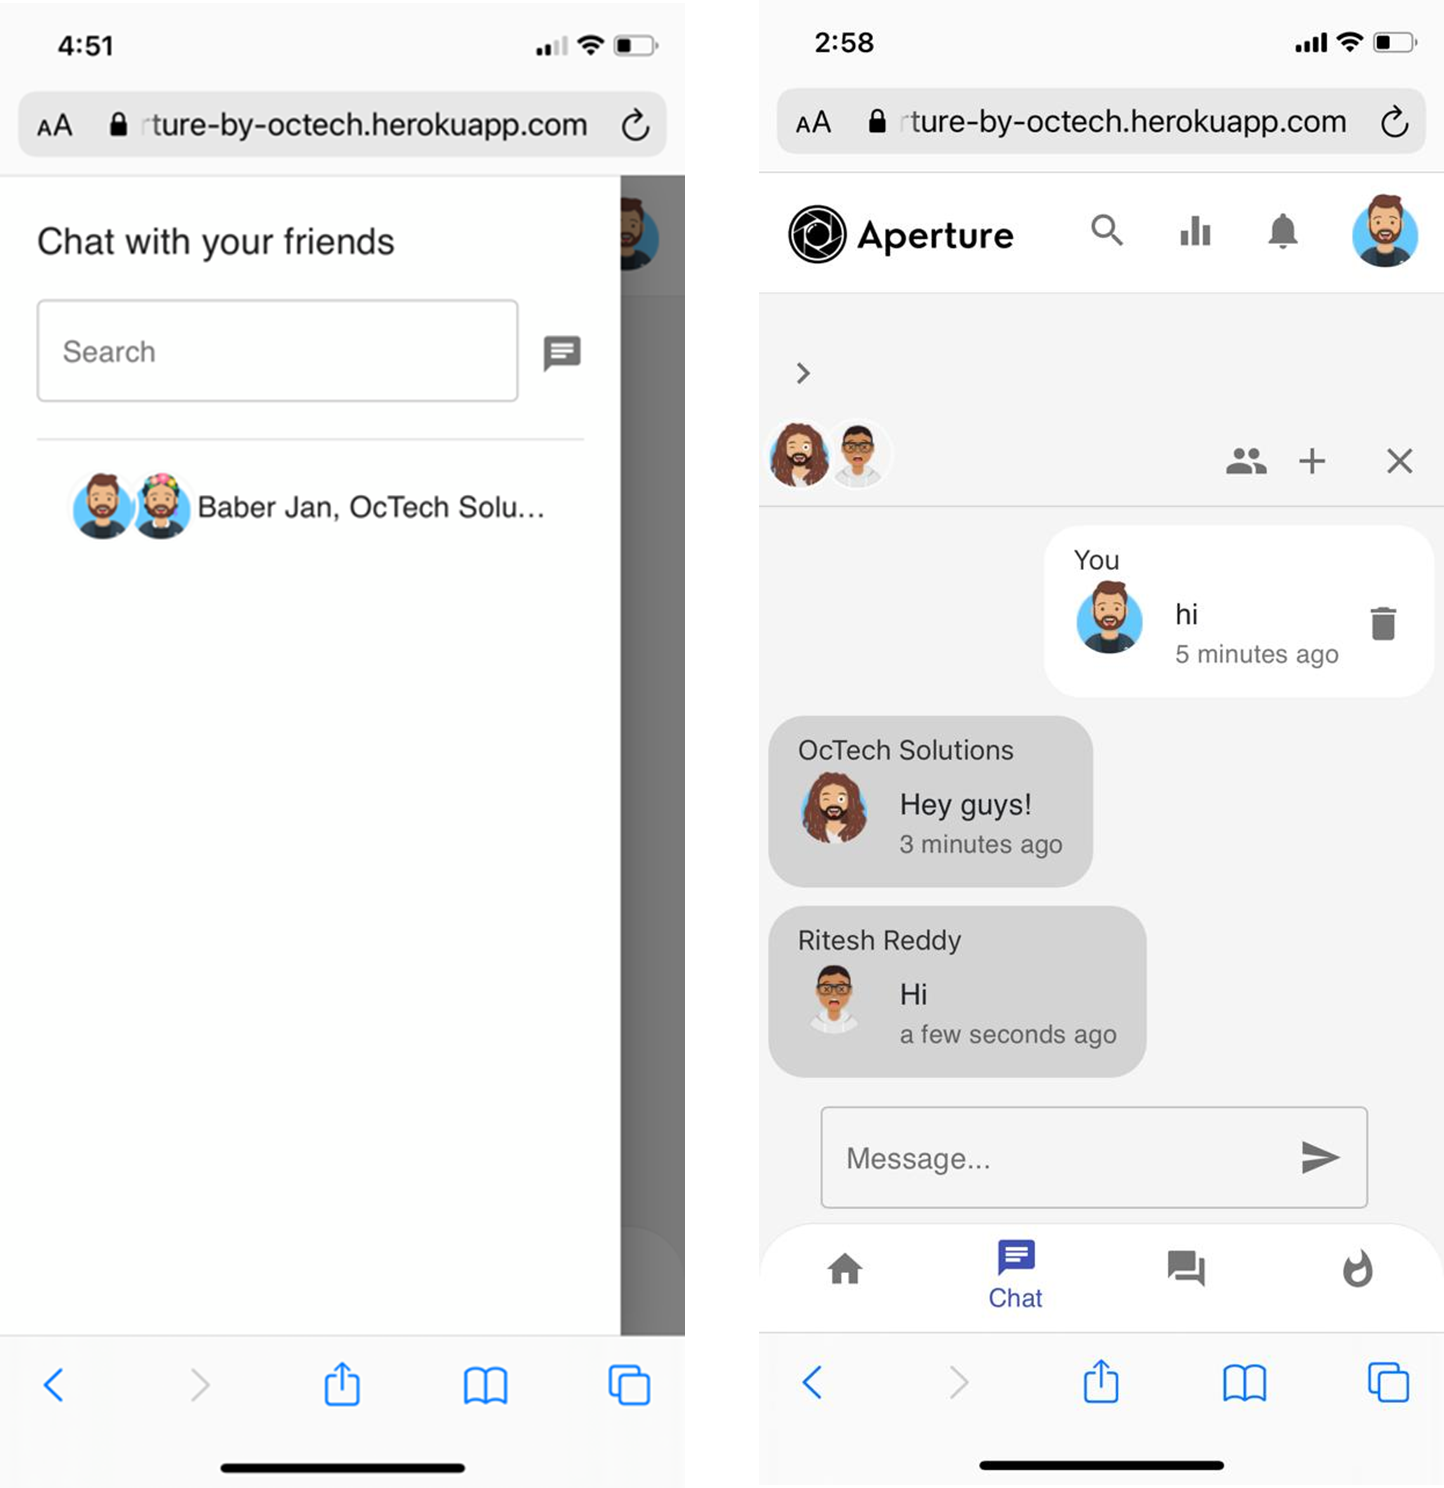 4:51
AA rture-by-octech.herokuapp.com
Chat with your friends
Search
Baber Jan, OcTech Solu...
2:58
AA rture-by-octech.herokuapp.com
Aperture
You
hi
5 minutes ago
OcTech Solutions
Hey guys!
3 minutes ago
Ritesh Reddy
Hi
a few seconds ago
Message...
Chat